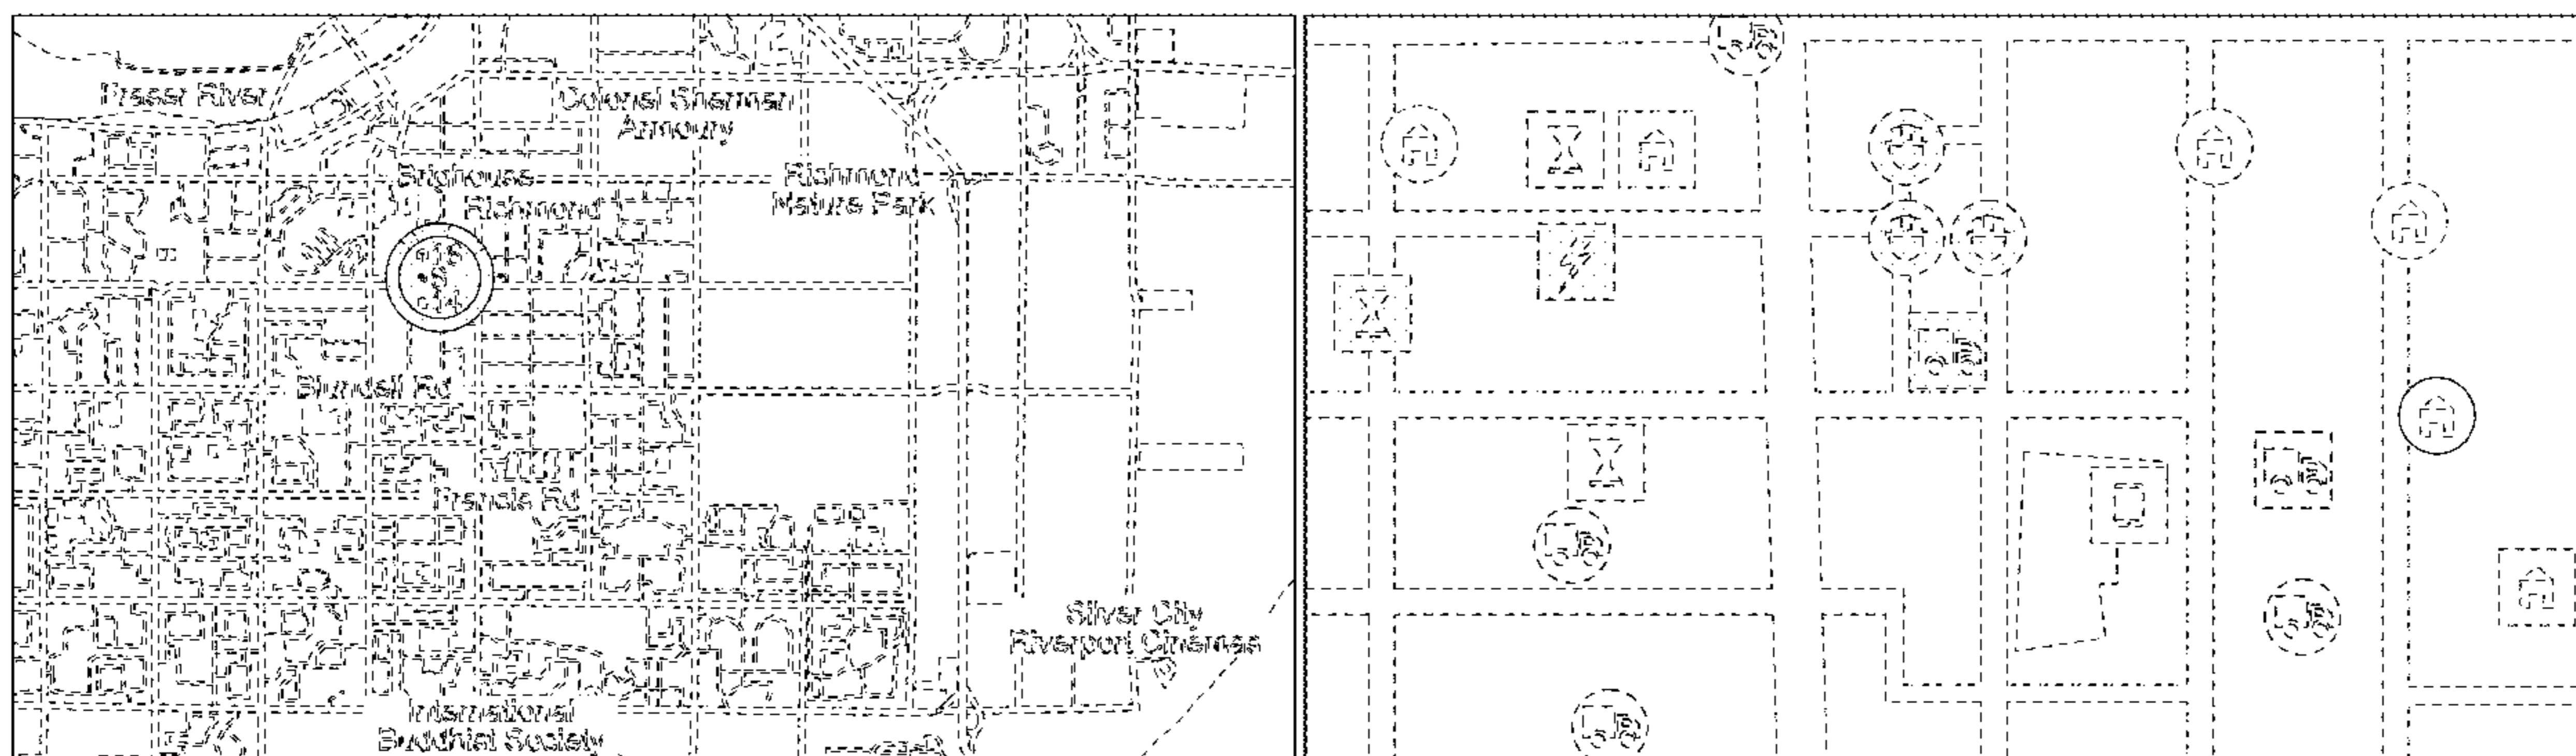 Fraser River
Colonel Sherman
Armoury
Brighouse
Richmond
Richmond
Nature Park
Blundell Rd
Francis Rd
Silver City
Riverport Cinemas
International
Buddhist Society